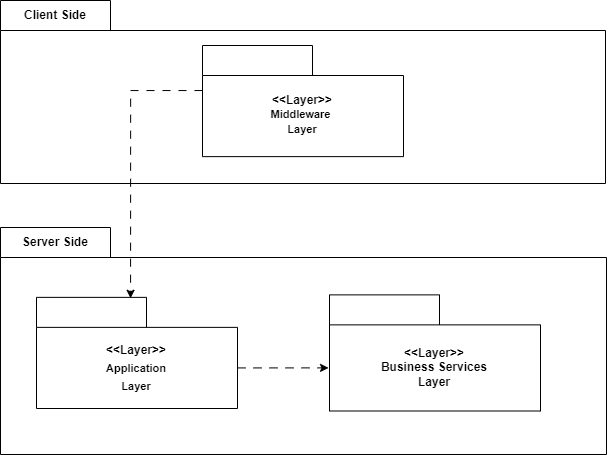 Client Side
<<Layer>>
Middleware
Layer
Server Side
<<Layer>>
Application
Layer
<<Layer>>
Business Services
Layer